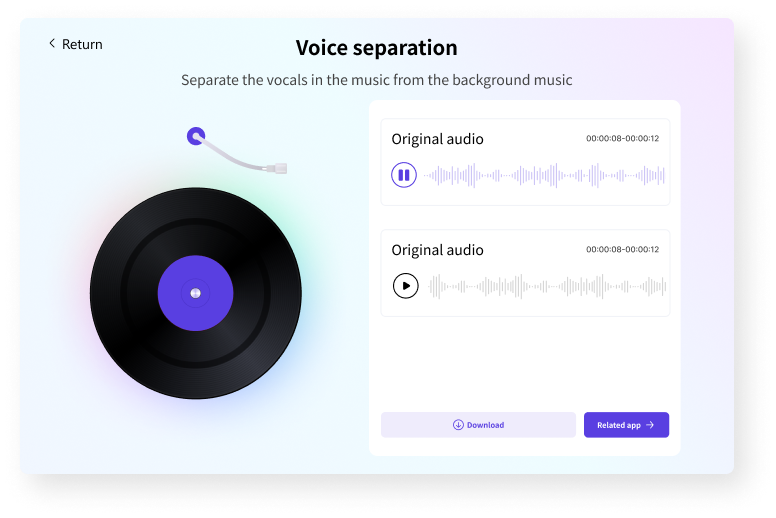 Return
Voice separation
Separate the vocals in the music from the background music
Original audio
00:00:08-00:00:12
Original audio
00:00:08-00:00:12
Download
Related app